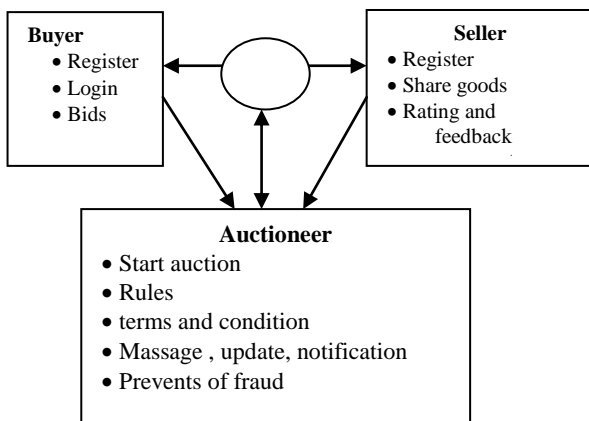 Buyer
• Register
• Login
• Bids
Seller
• Register
• Share goods
• Rating and
feedback
Auctioneer
• Start auction
• Rules
• terms and condition
• Massage , update, notification
• Prevents of fraud